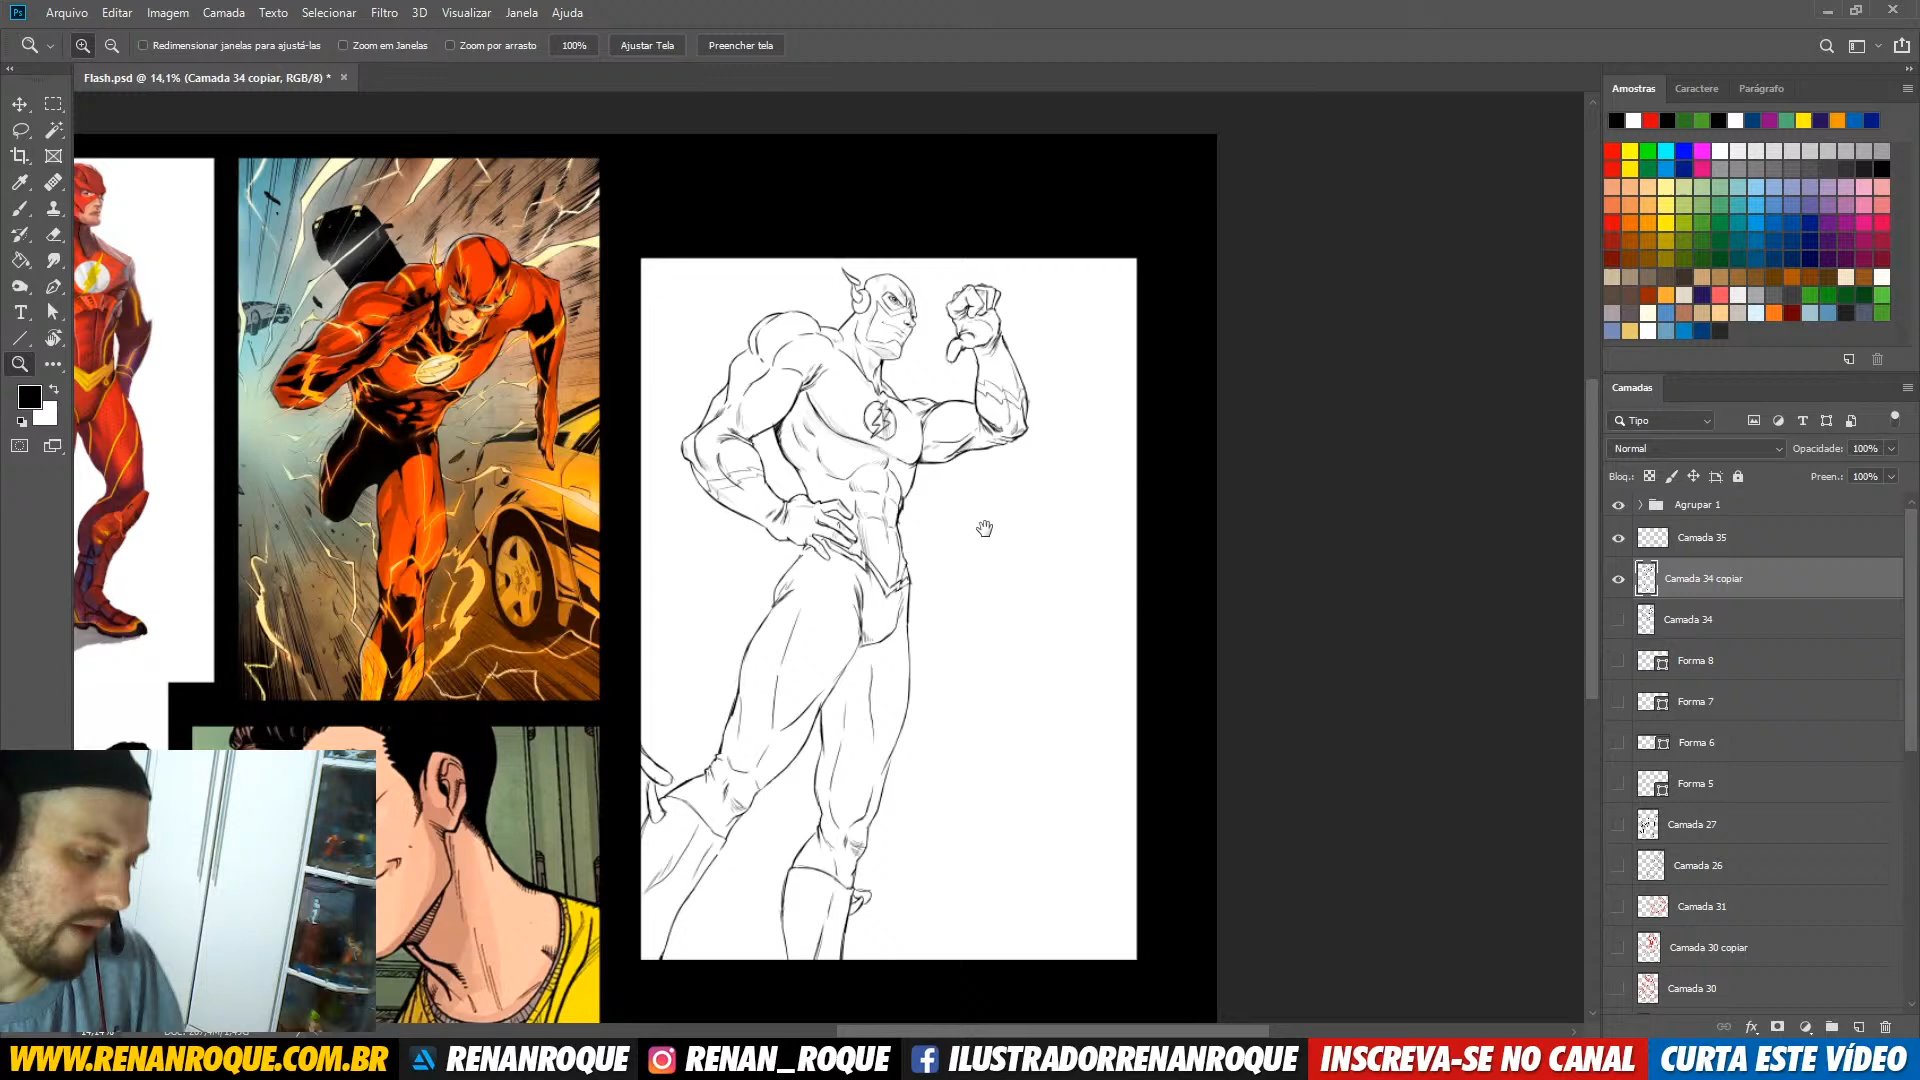 Ps Arquivo Editar Imagem Camada Texto Selecionar Filtro 3D Visualizar Janela Ajuda
Redimensionar janelas para ajustá-las Zoom em Janelas Zoom por arrasto 100% Ajustar Tela Preencher tela
Flash.psd @ 14,1% (Camada 34 copiar, RGB/8) *
Amostras Caractere Parágrafo
Camadas
Tipo
Normal Opacidade: 100%
Bloq.: Preen.: 100%
Agrupar 1
Camada 35
Camada 34 copiar
Camada 34
Forma 8
Forma 7
Forma 6
Forma 5
Camada 27
Camada 26
Camada 31
Camada 30 copiar
Camada 30
WWW.RENANROQUE.COM.BR RENANROQUE RENAN_ROQUE ILUSTRADORRENANROQUE INSCREVA-SE NO CANAL CURTA ESTE VÍDEO